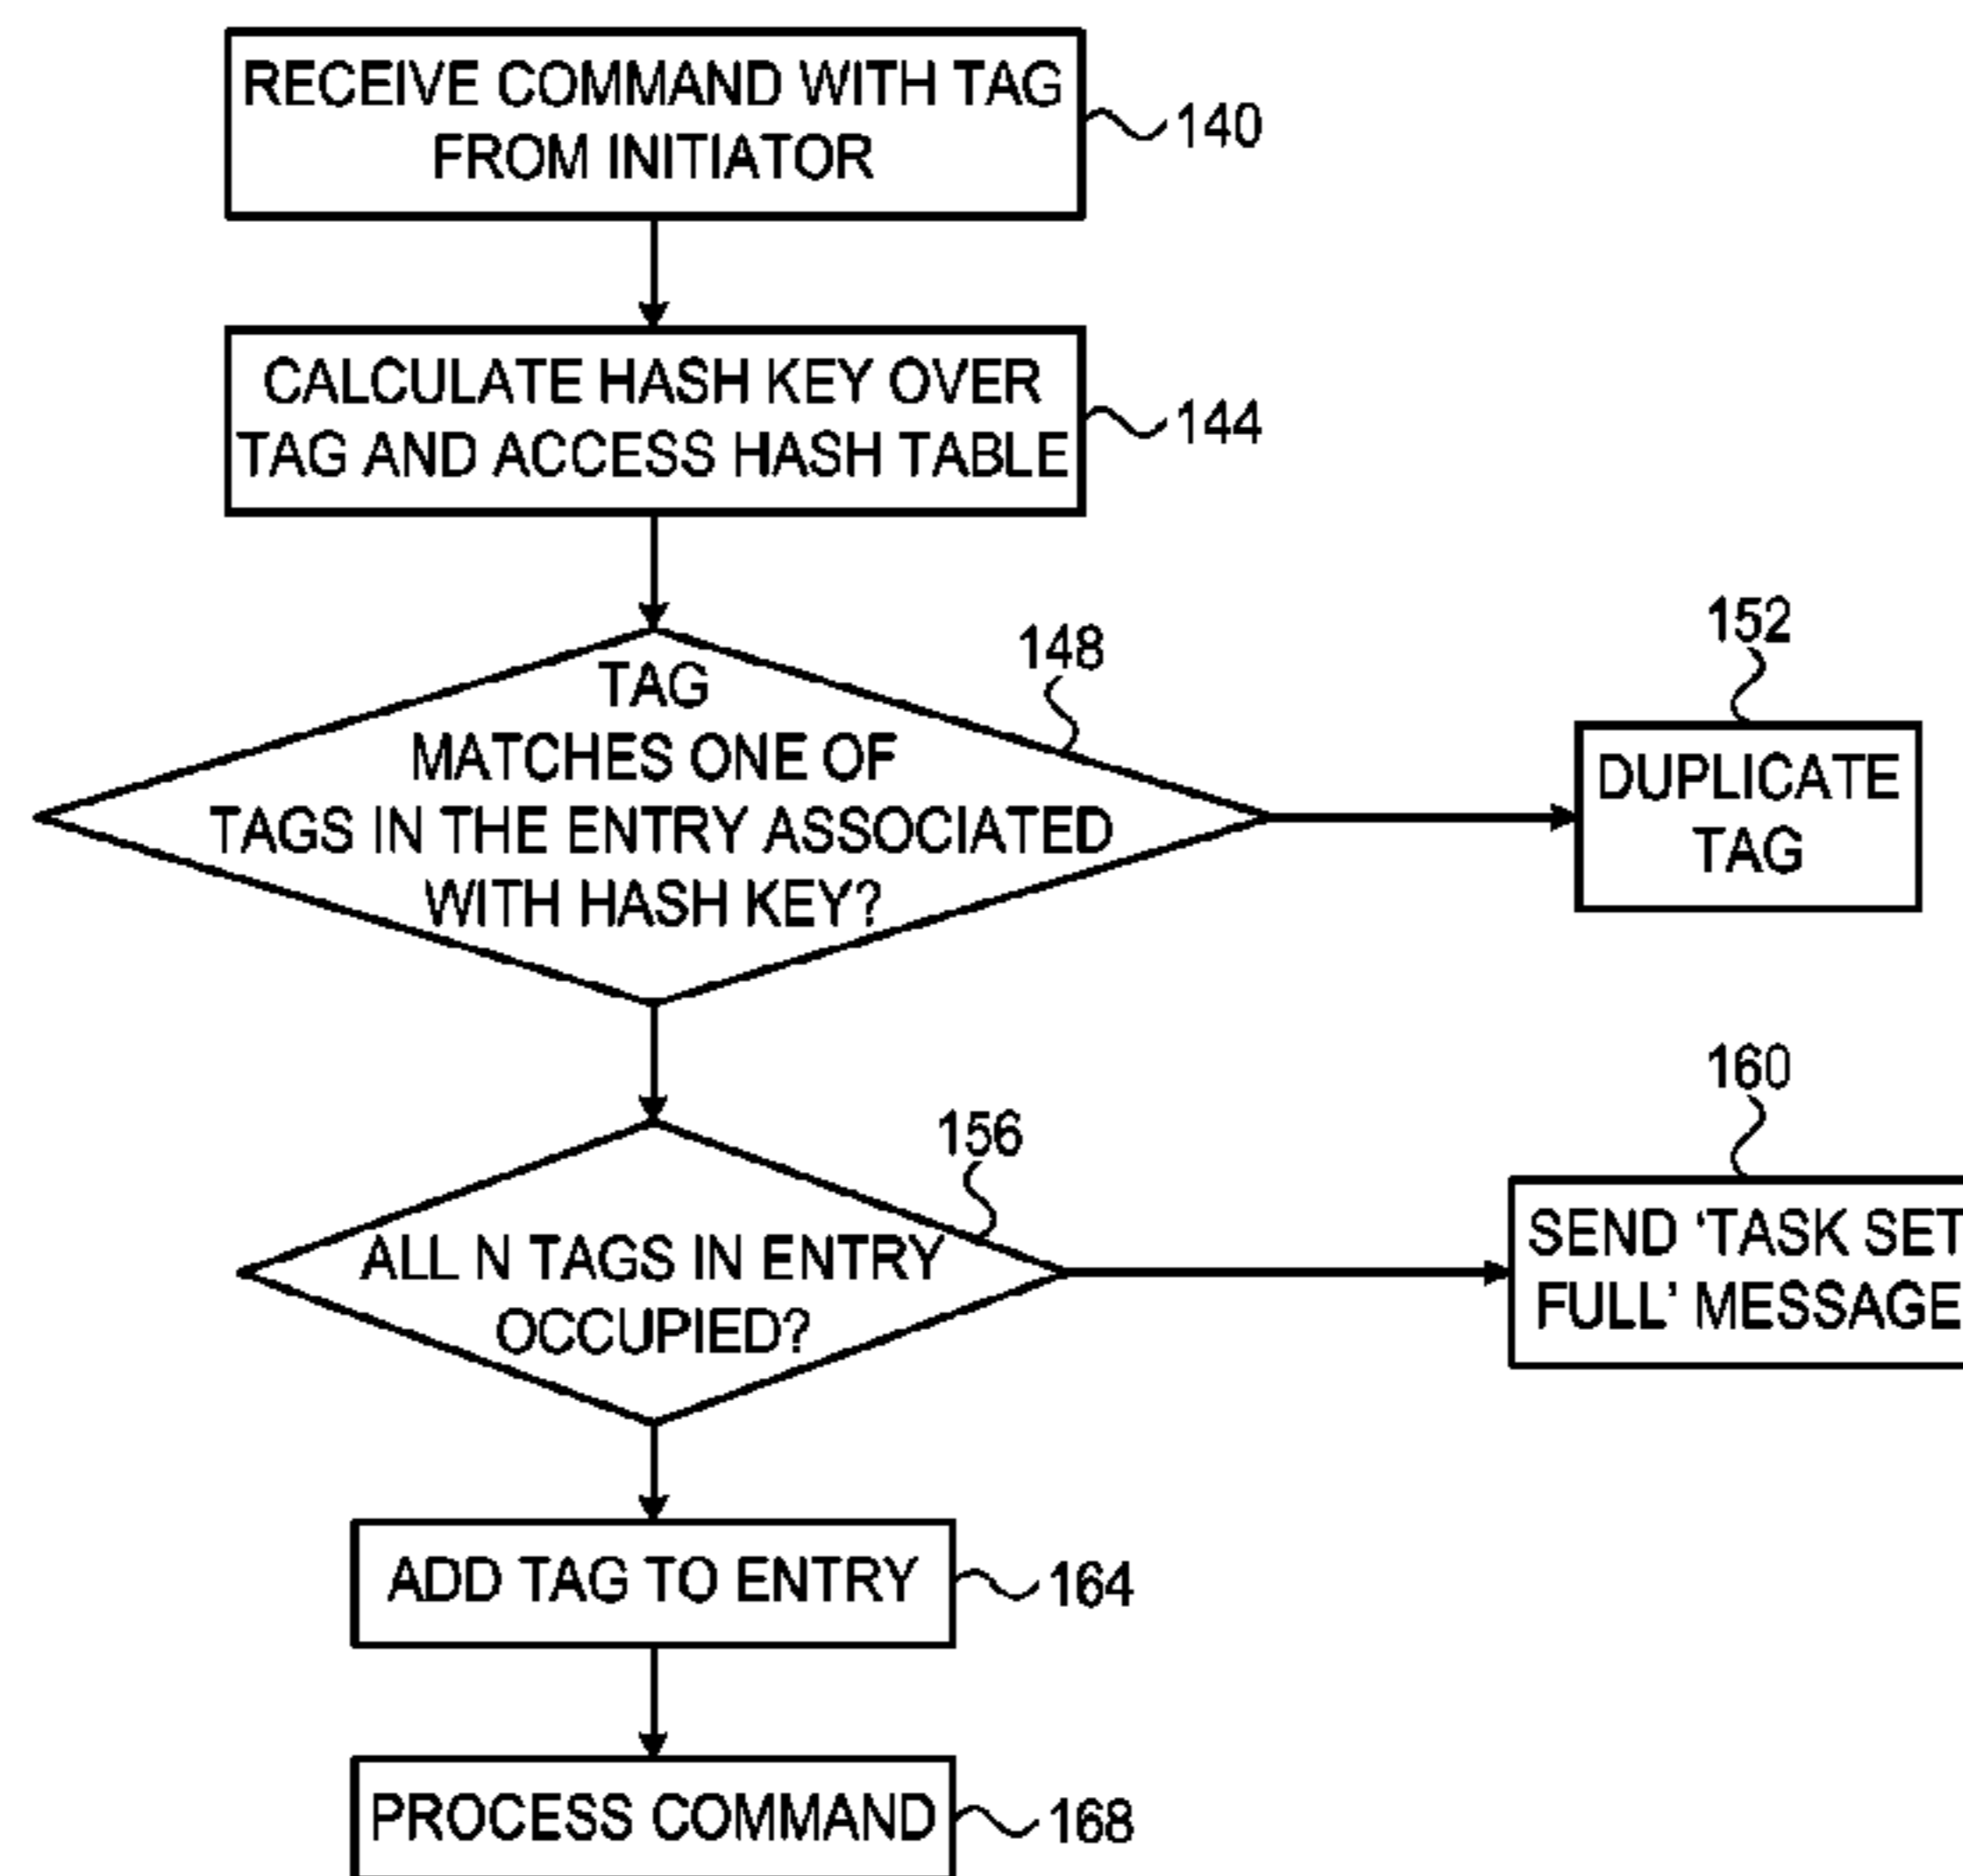 RECEIVE COMMAND WITH TAG
FROM INITIATOR
140
CALCULATE HASH KEY OVER
TAG AND ACCESS HASH TABLE
144
TAG
MATCHES ONE OF
TAGS IN THE ENTRY ASSOCIATED
WITH HASH KEY?
148
152
DUPLICATE
TAG
156
ALL N TAGS IN ENTRY
OCCUPIED?
160
SEND ‘TASK SET
FULL’ MESSAGE
ADD TAG TO ENTRY
164
PROCESS COMMAND
168